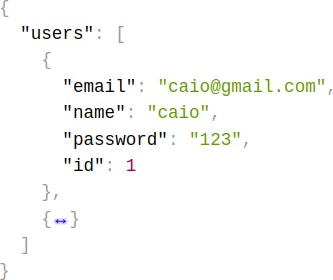 {
  "users": [
    {
      "email": "caio@gmail.com",
      "name": "caio",
      "password": "123",
      "id": 1
    },
    {↔}
  ]
}